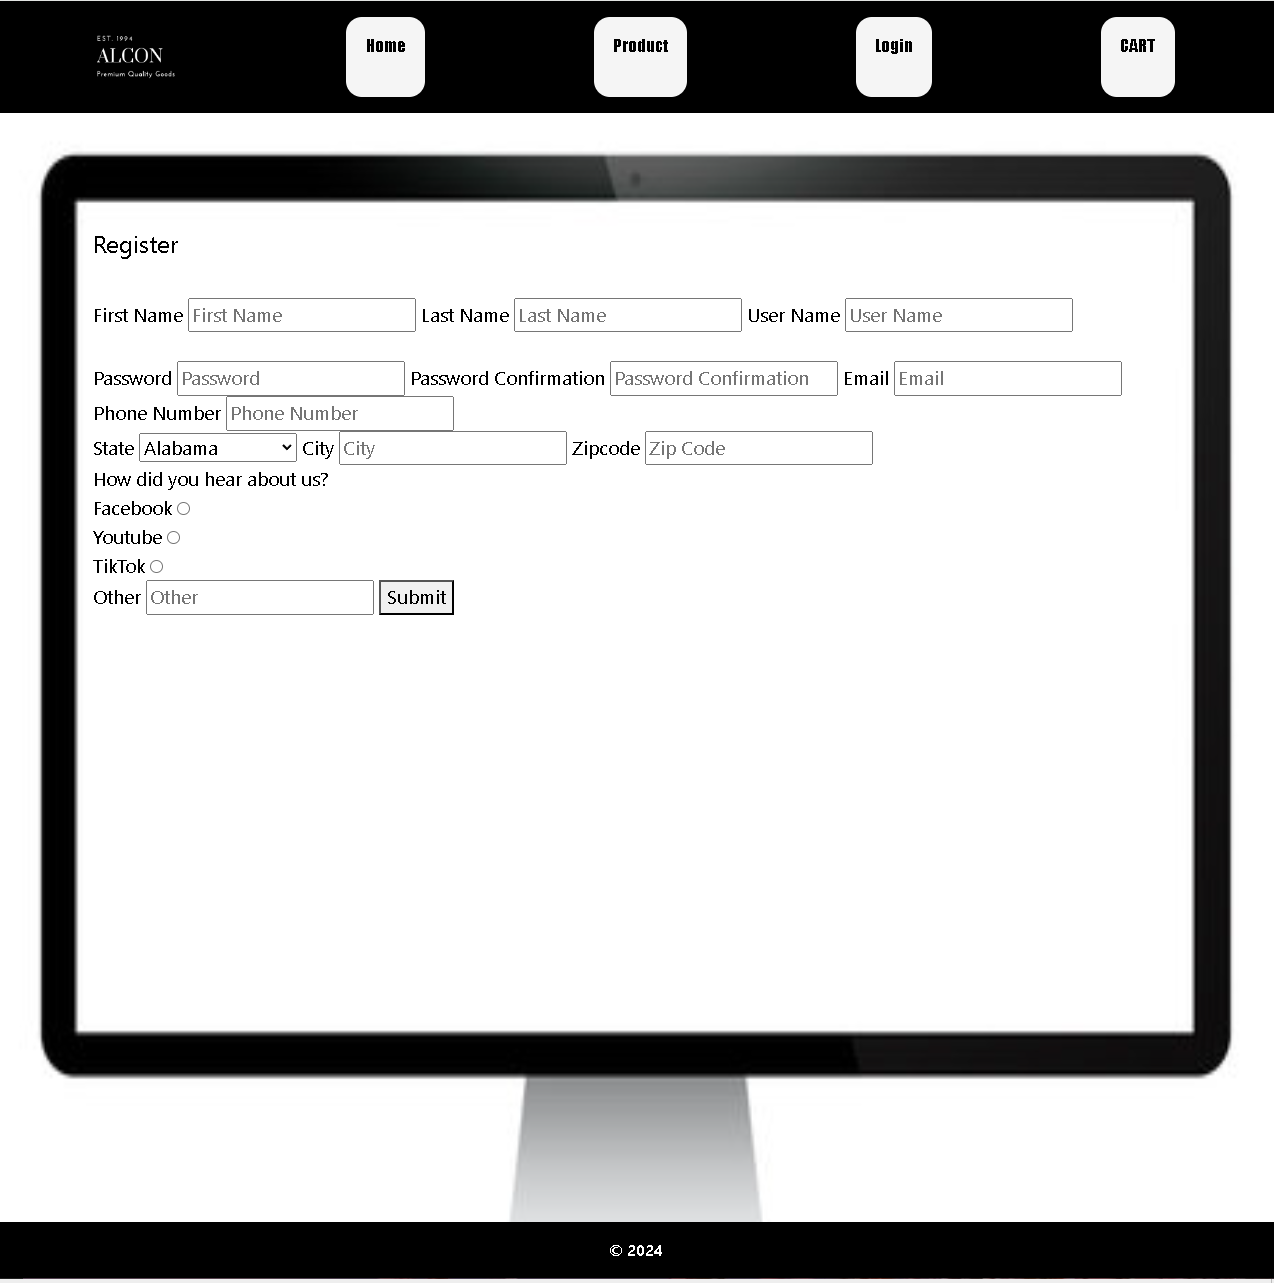 EST. 1994
ALCON
Premium Quality Goods
Home Product Login CART
Register
First Name First Name Last Name Last Name User Name User Name
Password Password Password Confirmation Password Confirmation Email Email
Phone Number Phone Number
State Alabama City City Zipcode Zip Code
How did you hear about us?
Facebook
Youtube
TikTok
Other Other Submit
© 2024